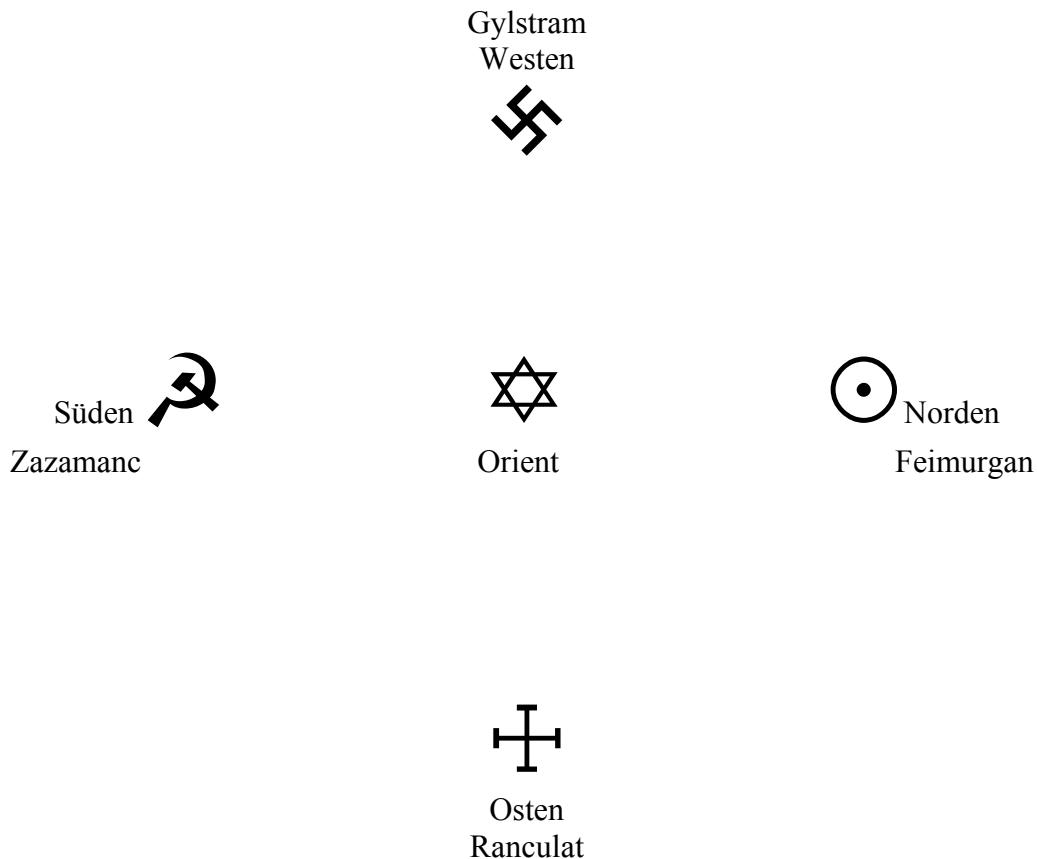 Gylstram
Westen
Süden
Norden
Zazamanc
Orient
Feimurgan
Osten
Ranculat